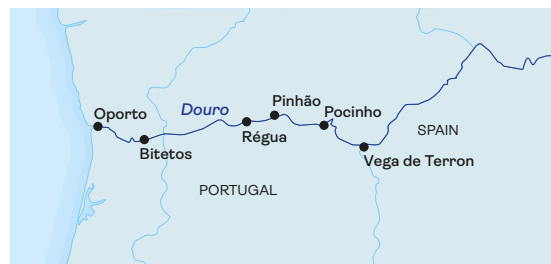 Pinhão
Douro
Oporto
Pocinho
Régua
SPAIN
Bitetos
Vega de Terron
PORTUGAL